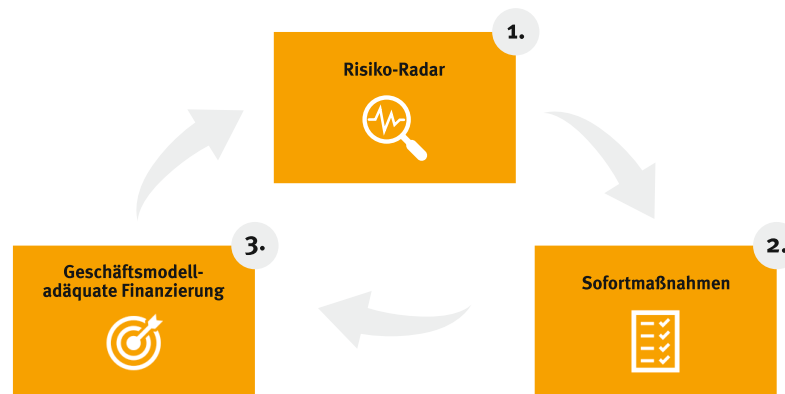 1.
Risiko-Radar
2.
Sofortmaßnahmen
3.
Geschäftsmodell-
adäquate Finanzierung